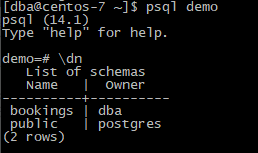 [dba@centos-7 ~]$ psql demo
psql (14.1)
Type "help" for help.
demo=# \dn
List of schemas
Name | Owner
----------+----------
bookings | dba
public | postgres
(2 rows)